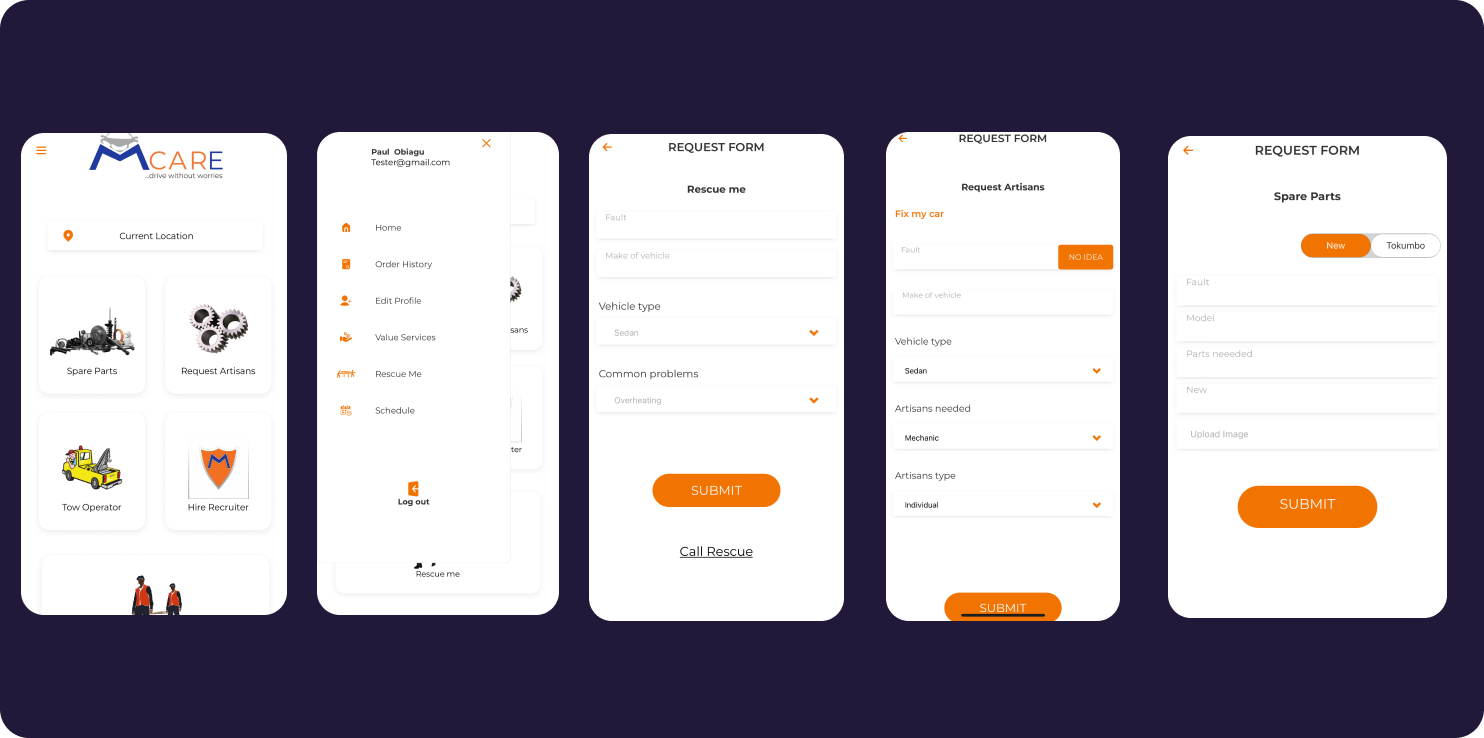 MCARE
...drive without worries
Current Location
Spare Parts
Request Artisans
Tow Operator
Hire Recruiter
Paul Obiagu
Tester@gmail.com
Home
Order History
Edit Profile
Value Services
Rescue Me
Schedule
Log out
sans
ter
Rescue me
REQUEST FORM
Rescue me
Fault
Make of vehicle
Vehicle type
Sedan
Common problems
Overheating
SUBMIT
Call Rescue
REQUEST FORM
Request Artisans
Fix my car
Fault
NO IDEA
Make of vehicle
Vehicle type
Sedan
Artisans needed
Mechanic
Artisans type
Individual
SUBMIT
REQUEST FORM
Spare Parts
New
Tokumbo
Fault
Model
Parts neeeded
New
Upload Image
SUBMIT